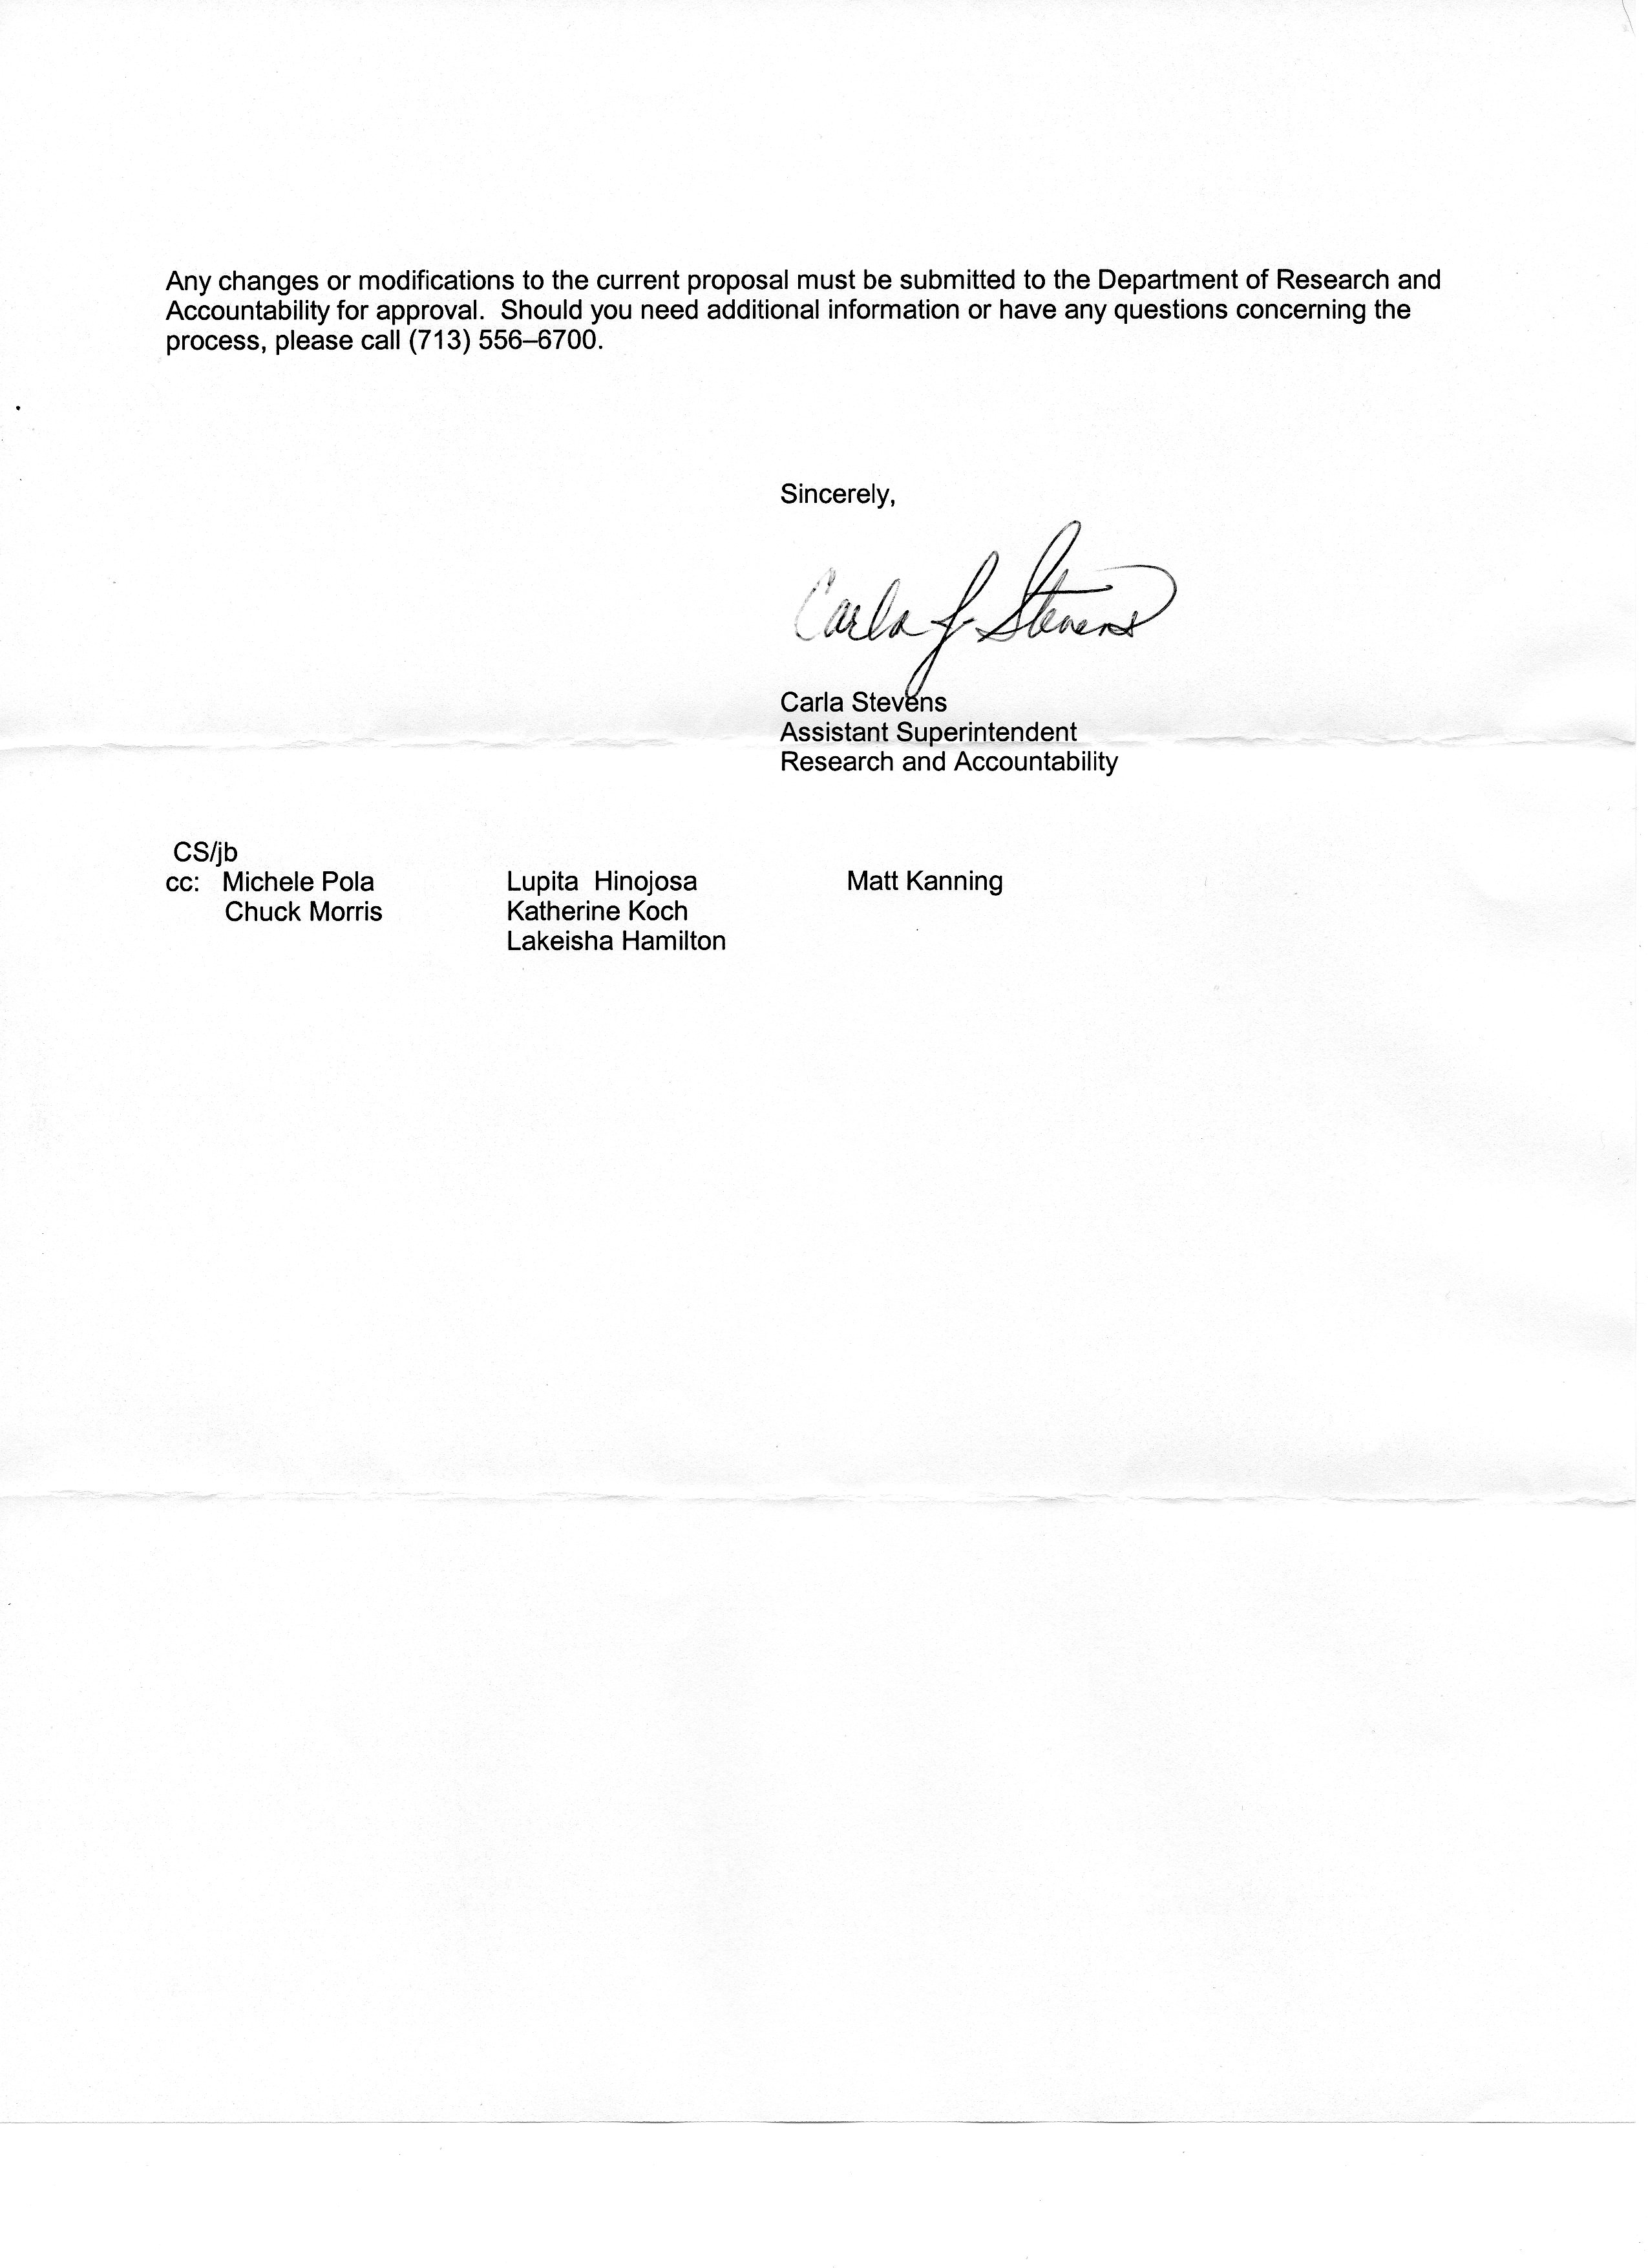 Any changes or modifications to the current proposal must be submitted to the Department of Research and
Accountability for approval.  Should you need additional information or have any questions concerning the
process, please call (713) 556–6700.
Sincerely,
Carla J Stevens
Carla Stevens
Assistant Superintendent
Research and Accountability
CS/jb
cc: Michele Pola Lupita  Hinojosa Matt Kanning
Chuck Morris Katherine Koch
Lakeisha Hamilton